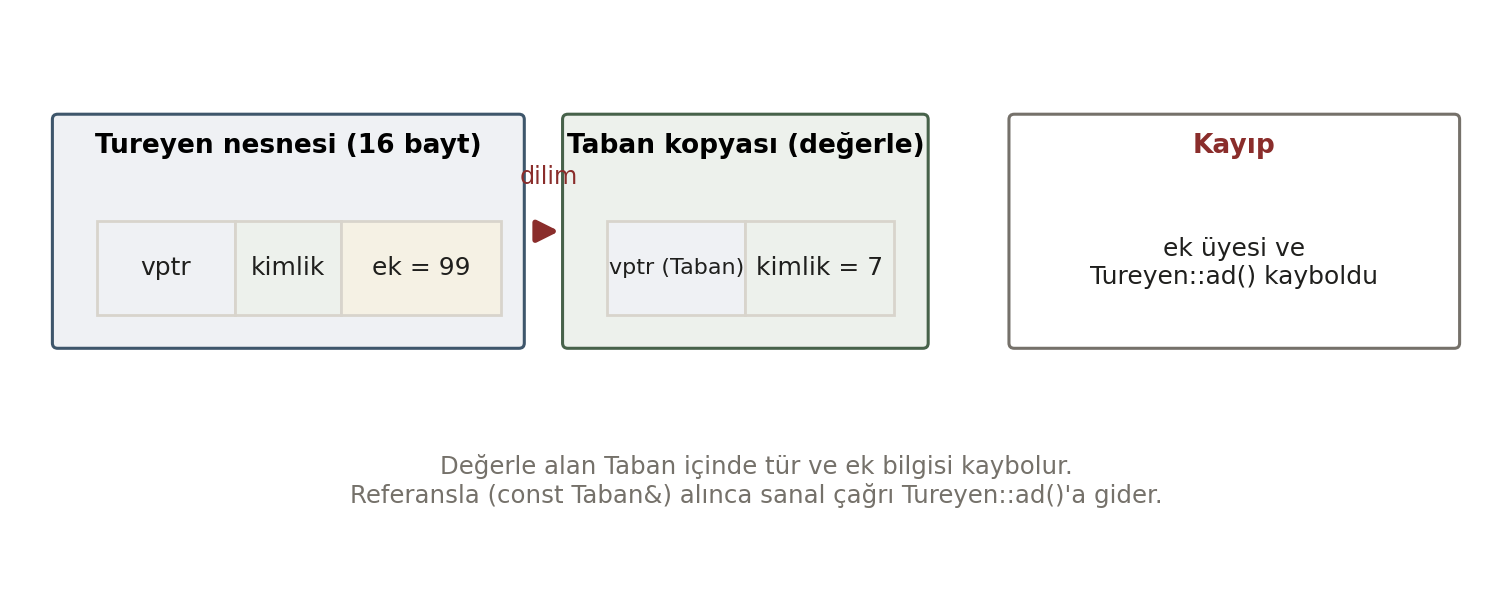 Tureyen nesnesi (16 bayt)
dilim
vptr
kimlik
ek = 99
Taban kopyası (değerle)
vptr (Taban)
kimlik = 7
Kayıp
ek üyesi ve
Tureyen::ad() kayboldu
Değerle alan Taban içinde tür ve ek bilgisi kaybolur.
Referansla (const Taban&) alınca sanal çağrı Tureyen::ad()'a gider.